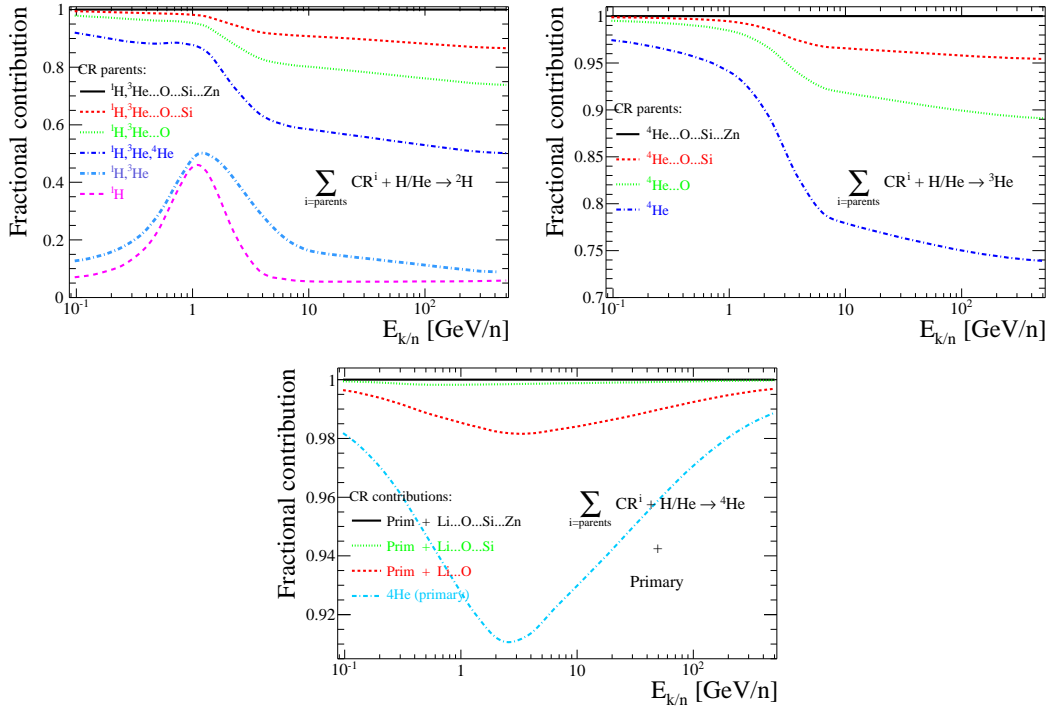 Fractional contribution
1
0.8
0.6
0.4
0.2
0
CR parents:
¹H,³He...O...Si...Zn
¹H,³He...O...Si
¹H,³He...O
¹H,³He,⁴He
¹H,³He
¹H
∑ CRⁱ + H/He → ²H
i=parents
10⁻¹ 1 10 10²
E_k/n [GeV/n]
Fractional contribution
1
0.95
0.9
0.85
0.8
0.75
0.7
CR parents:
⁴He...O...Si...Zn
⁴He...O...Si
⁴He...O
⁴He
∑ CRⁱ + H/He → ³He
i=parents
10⁻¹ 1 10 10²
E_k/n [GeV/n]
Fractional contribution
1
0.98
0.96
0.94
0.92
CR contributions:
Prim + Li...O...Si...Zn
Prim + Li...O...Si
Prim + Li...O
4He (primary)
∑ CRⁱ + H/He → ⁴He
i=parents
+
Primary
10⁻¹ 1 10 10²
E_k/n [GeV/n]